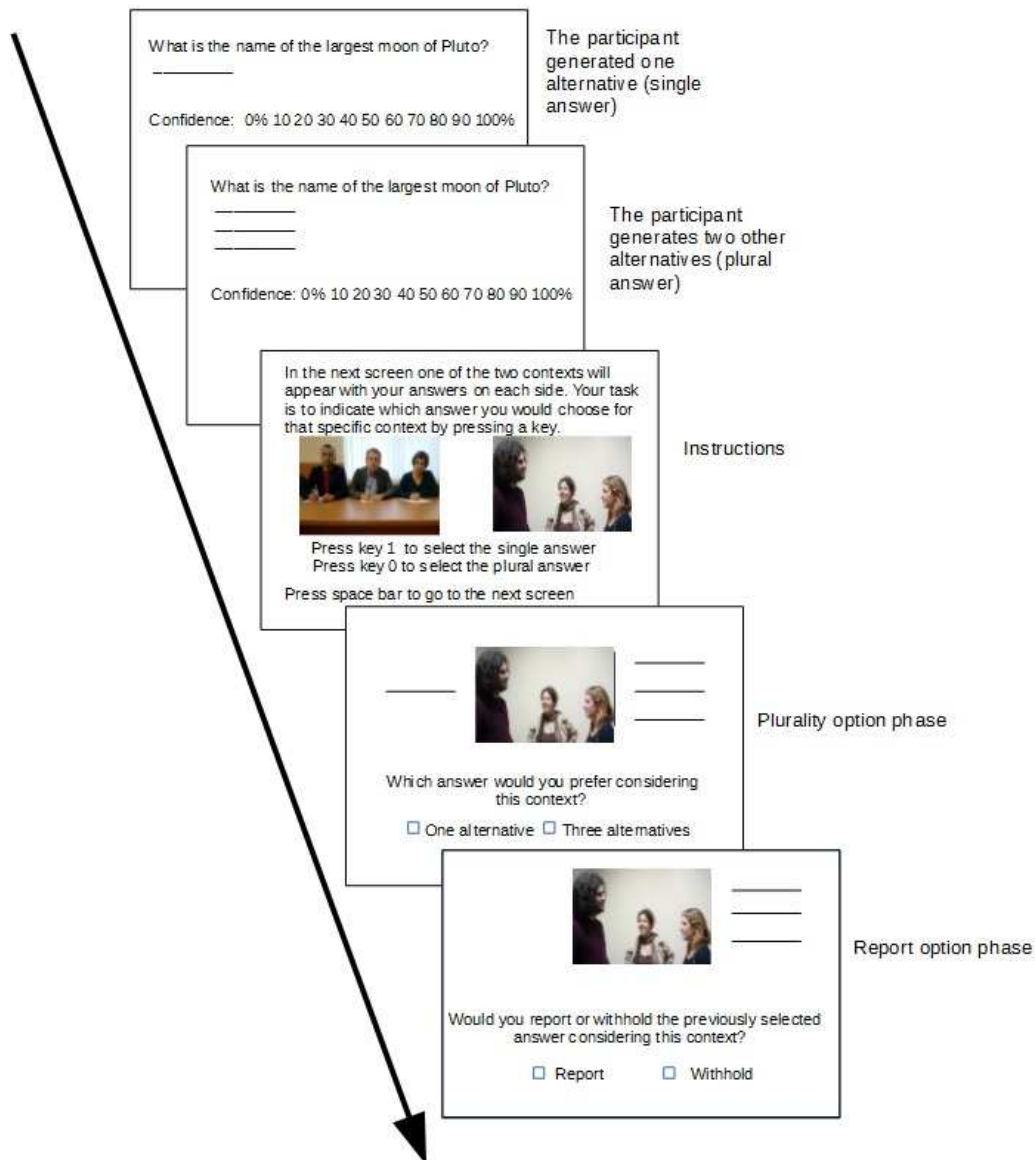 What is the name of the largest moon of Pluto?
Confidence: 0% 10 20 30 40 50 60 70 80 90 100%
The participant
generated one
alternative (single
answer)
What is the name of the largest moon of Pluto?
Confidence: 0% 10 20 30 40 50 60 70 80 90 100%
The participant
generates two other
alternatives (plural
answer)
In the next screen one of the two contexts will
appear with your answers on each side. Your task
is to indicate which answer you would choose for
that specific context by pressing a key.
Press key 1 to select the single answer
Press key 0 to select the plural answer
Press space bar to go to the next screen
Instructions
Which answer would you prefer considering
this context?
One alternative Three alternatives
Plurality option phase
Would you report or withhold the previously selected
answer considering this context?
Report Withhold
Report option phase